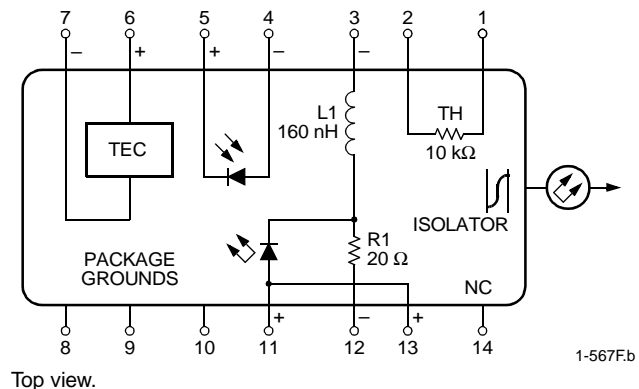 7 6 5 4 3 2 1
– + + – –
L1
160 nH
TH
10 kΩ
TEC
ISOLATOR
R1
20 Ω
PACKAGE
GROUNDS
NC
+ – +
8 9 10 11 12 13 14
1-567F.b
Top view.